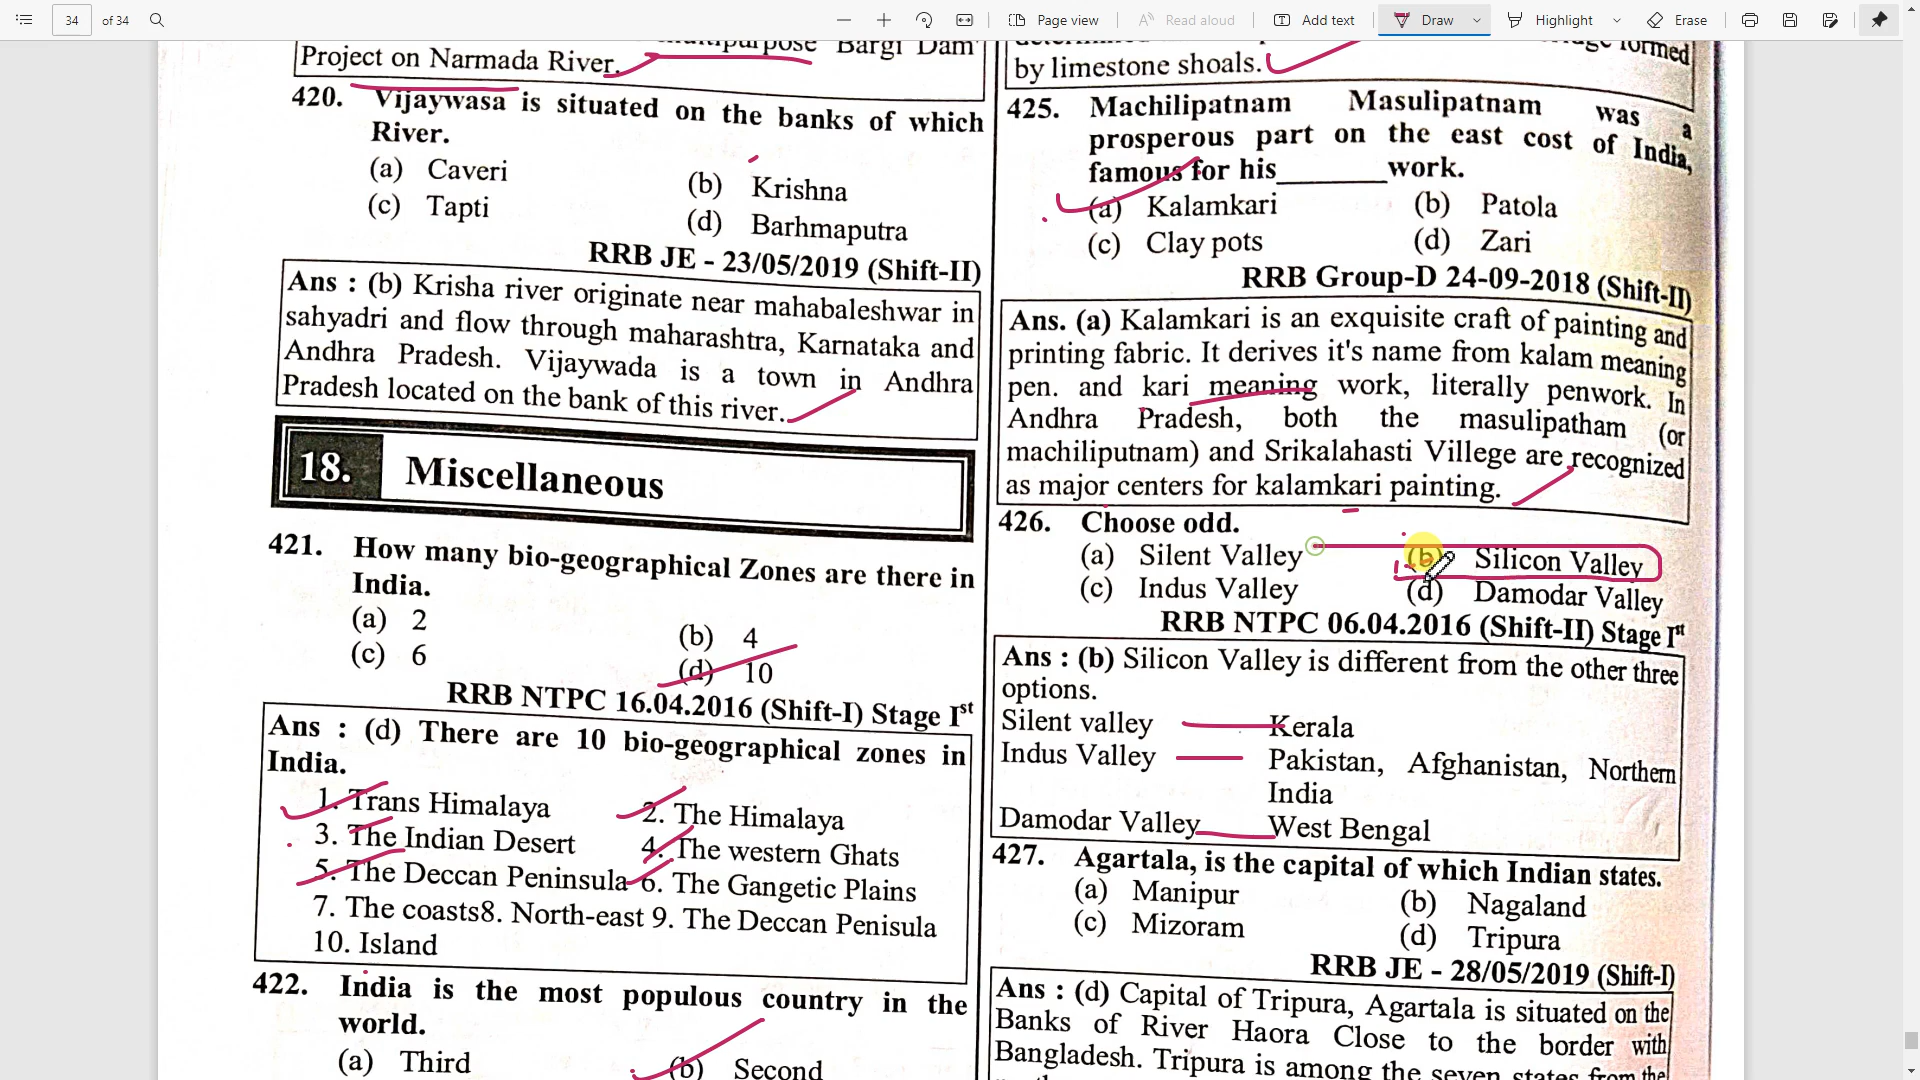 34 of 34
Page view
Read aloud
Add text
Draw
Highlight
Erase
Bargi Dam
Project on Narmada River.
420. Vijaywasa is situated on the banks of which
River.
(a) Caveri
(b) Krishna
(c) Tapti
(d) Barhmaputra
RRB JE - 23/05/2019 (Shift-II)
Ans : (b) Krisha river originate near mahabaleshwar in
sahyadri and flow through maharashtra, Karnataka and
Andhra Pradesh. Vijaywada is a town in Andhra
Pradesh located on the bank of this river.
18. Miscellaneous
421. How many bio-geographical Zones are there in
India.
(a) 2
(b) 4
(c) 6
(d) 10
RRB NTPC 16.04.2016 (Shift-I) Stage Ist
Ans : (d) There are 10 bio-geographical zones in
India.
1. Trans Himalaya 2. The Himalaya
3. The Indian Desert 4. The western Ghats
5. The Deccan Peninsula 6. The Gangetic Plains
7. The coasts8. North-east 9. The Deccan Penisula
10. Island
422. India is the most populous country in the
world.
(a) Third
(b) Second
formed
by limestone shoals.
425. Machilipatnam Masulipatnam was a
prosperous part on the east cost of India,
famous for his_______work.
(a) Kalamkari
(b) Patola
(c) Clay pots
(d) Zari
RRB Group-D 24-09-2018 (Shift-II)
Ans. (a) Kalamkari is an exquisite craft of painting and
printing fabric. It derives it's name from kalam meaning
pen. and kari meaning work, literally penwork. In
Andhra Pradesh, both the masulipatham (or
machiliputnam) and Srikalahasti Villege are recognized
as major centers for kalamkari painting.
426. Choose odd.
(a) Silent Valley
(b) Silicon Valley
(c) Indus Valley
(d) Damodar Valley
RRB NTPC 06.04.2016 (Shift-II) Stage Ist
Ans : (b) Silicon Valley is different from the other three
options.
Silent valley Kerala
Indus Valley Pakistan, Afghanistan, Northern
India
Damodar Valley West Bengal
427. Agartala, is the capital of which Indian states.
(a) Manipur
(b) Nagaland
(c) Mizoram
(d) Tripura
RRB JE - 28/05/2019 (Shift-I)
Ans : (d) Capital of Tripura, Agartala is situated on the
Banks of River Haora Close to the border with
Bangladesh. Tripura is among the seven states from the